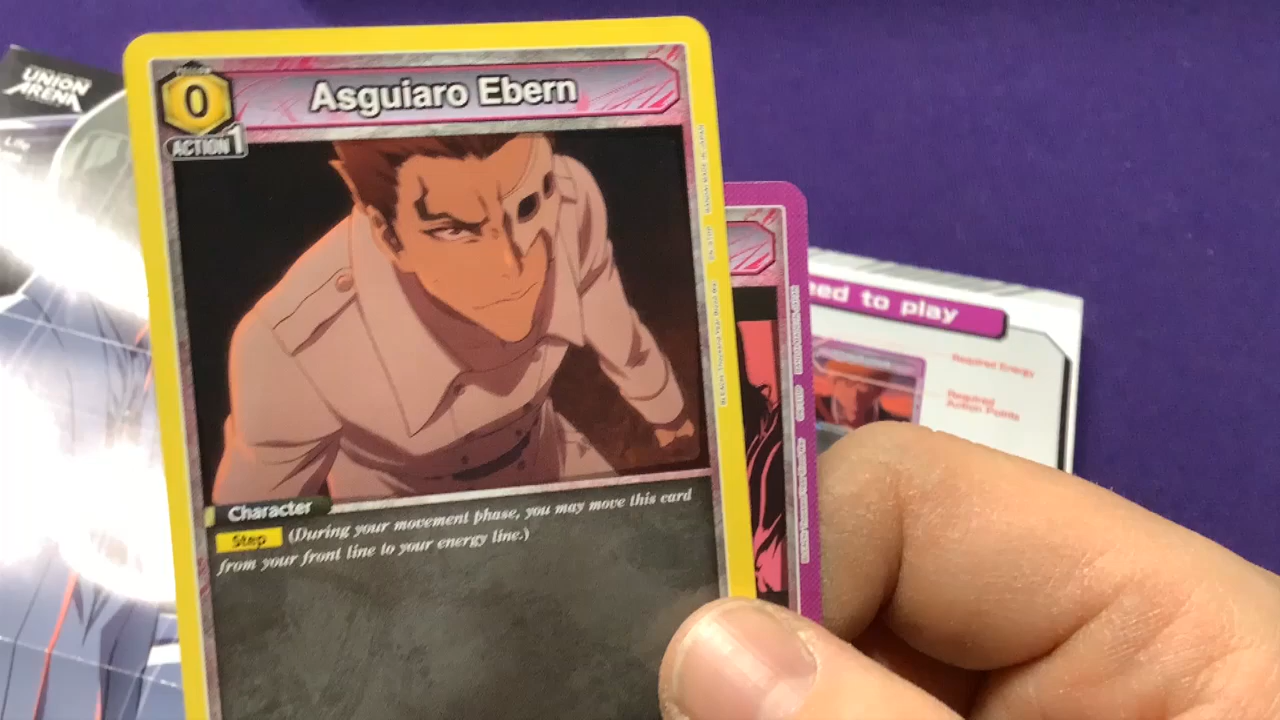 UNION
ARENA
Life
0
Asguiaro Ebern
ACTION 1
Character
Step (During your movement phase, you may move this card
from your front line to your energy line.)
eed to play
Required Energy
Required
Action Points